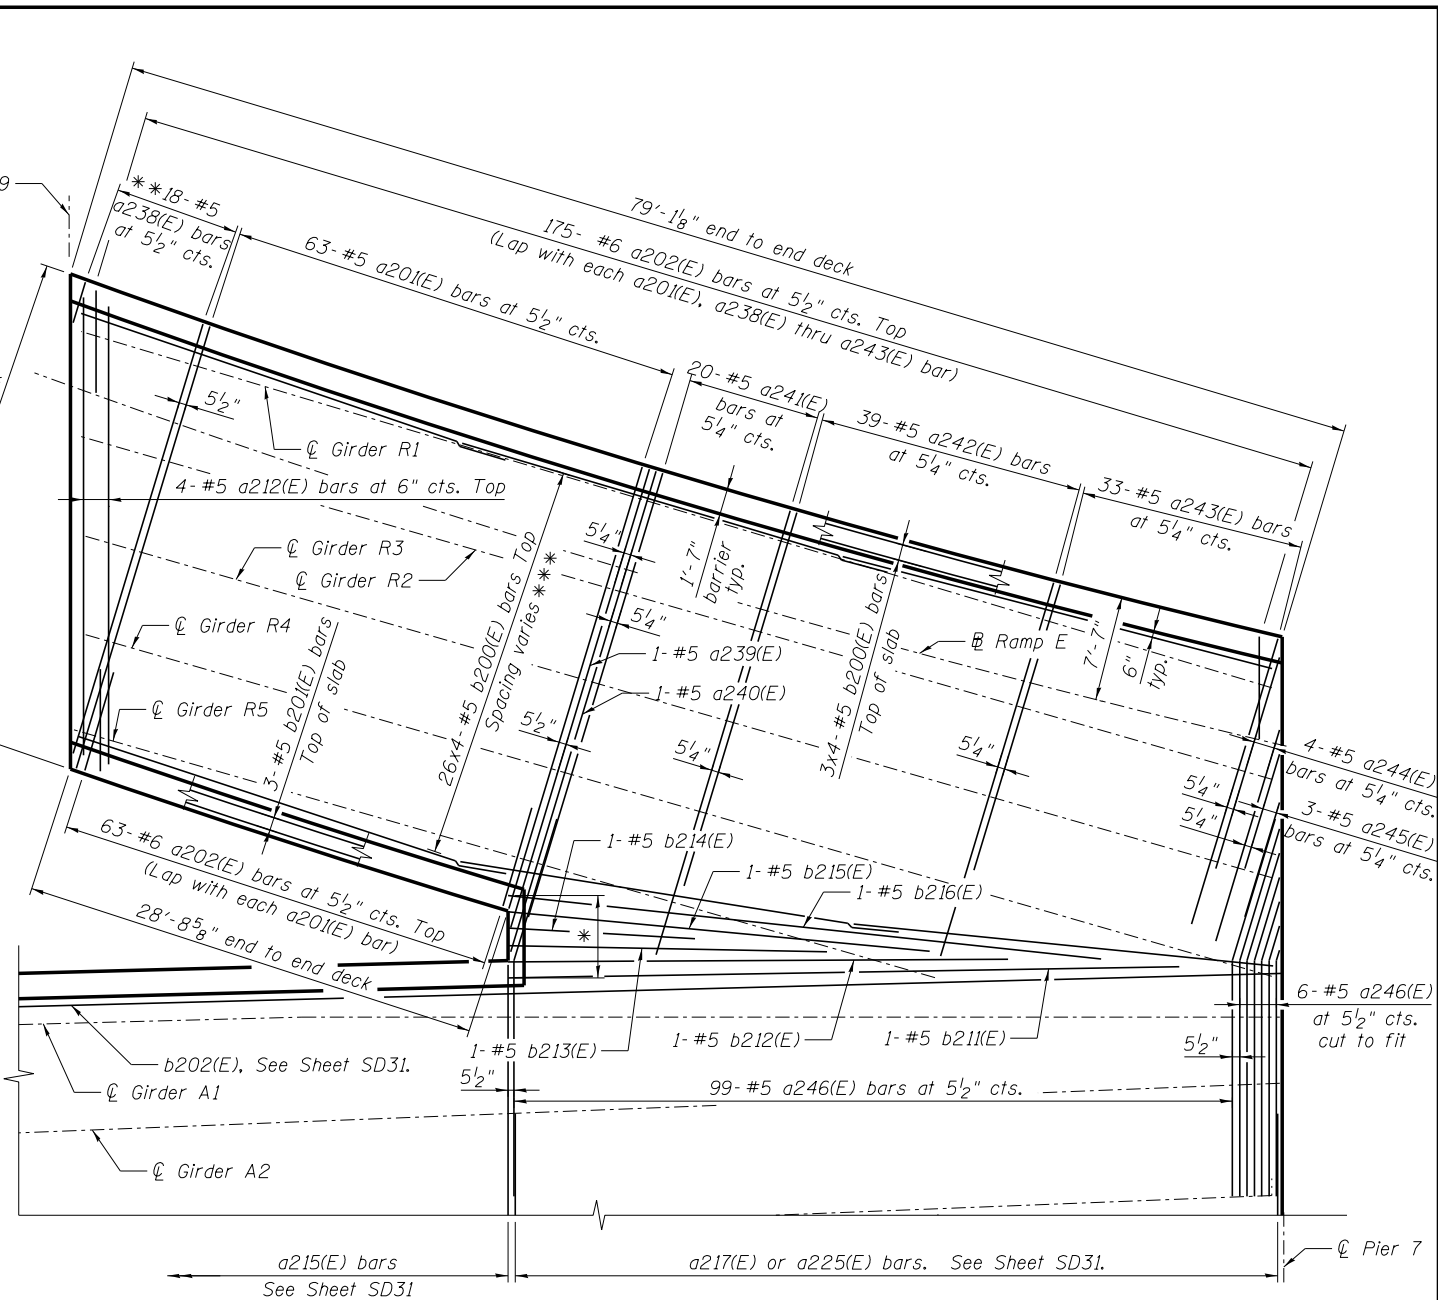 9
79'-1⅛" end to end deck
175- #6 a202(E) bars at 5½" cts. Top
(Lap with each a201(E), a238(E) thru a243(E) bar)
**18-#5
a238(E) bars
at 5½" cts.
63-#5 a201(E) bars at 5½" cts.
20-#5 a241(E)
bars at
5¼" cts.
39-#5 a242(E) bars
at 5¼" cts.
33-#5 a243(E) bars
at 5¼" cts.
5½"
℄ Girder R1
4-#5 a212(E) bars at 6" cts. Top
℄ Girder R3
℄ Girder R2
℄ Girder R4
℄ Girder R5
3-#5 b201(E) bars
Top of slab
26x4-#5 b200(E) bars Top
Spacing varies ***
5¼"
5¼"
1'-7"
barrier
typ.
1-#5 a239(E)
1-#5 a240(E)
5½"
5¼"
3x4-#5 b200(E) bars
Top of slab
℄ Ramp E
7'-7"
6"
typ.
5¼"
4-#5 a244(E)
bars at 5¼" cts.
5¼"
5¼"
3-#5 a245(E)
bars at 5¼" cts.
63-#6 a202(E) bars at 5½" cts. Top
(Lap with each a201(E) bar)
28'-8⅝" end to end deck
1-#5 b214(E)
1-#5 b215(E)
1-#5 b216(E)
*
6-#5 a246(E)
at 5½" cts.
cut to fit
1-#5 b213(E)
1-#5 b212(E)
1-#5 b211(E)
5½"
b202(E), See Sheet SD31.
5½"
℄ Girder A1
99-#5 a246(E) bars at 5½" cts.
℄ Girder A2
a215(E) bars
See Sheet SD31
a217(E) or a225(E) bars. See Sheet SD31.
℄ Pier 7